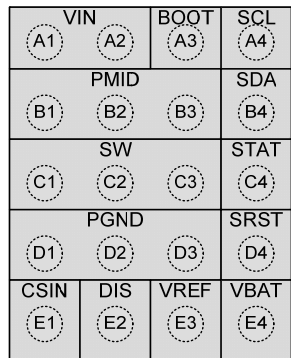 VIN BOOT SCL
A1 A2 A3 A4
PMID SDA
B1 B2 B3 B4
SW STAT
C1 C2 C3 C4
PGND SRST
D1 D2 D3 D4
CSIN DIS VREF VBAT
E1 E2 E3 E4